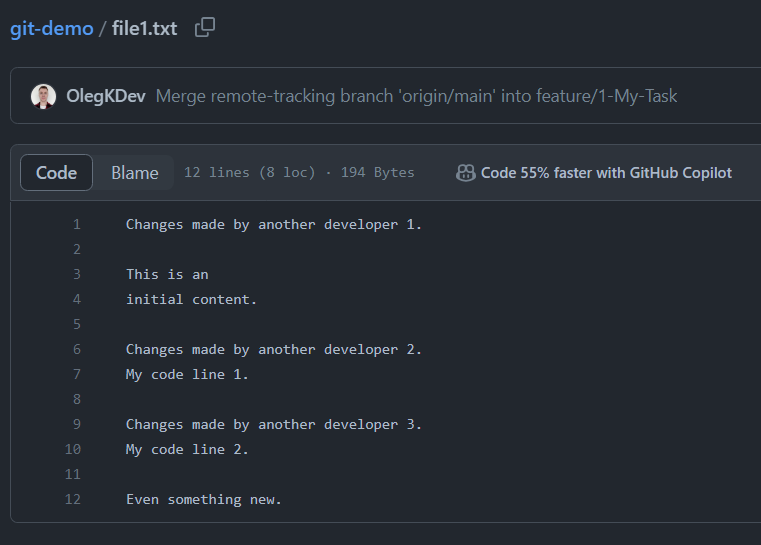 git-demo / file1.txt
OlegKDev Merge remote-tracking branch 'origin/main' into feature/1-My-Task
Code Blame 12 lines (8 loc) · 194 Bytes Code 55% faster with GitHub Copilot
1 Changes made by another developer 1.
2
3 This is an
4 initial content.
5
6 Changes made by another developer 2.
7 My code line 1.
8
9 Changes made by another developer 3.
10 My code line 2.
11
12 Even something new.